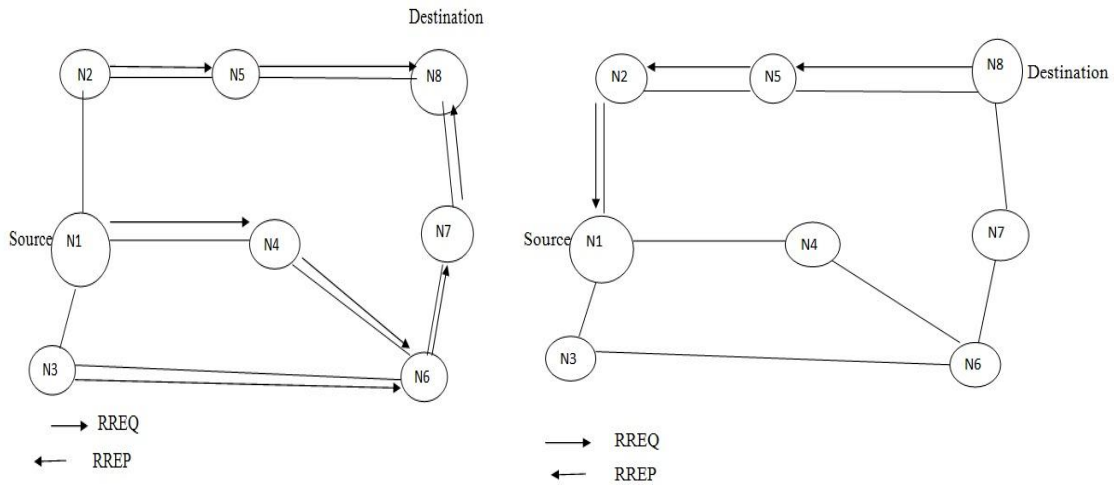 Destination
N2
N5
N8
Source
N1
N4
N7
N3
N6
RREQ
RREP
N2
N5
N8
Destination
Source
N1
N4
N7
N3
N6
RREQ
RREP